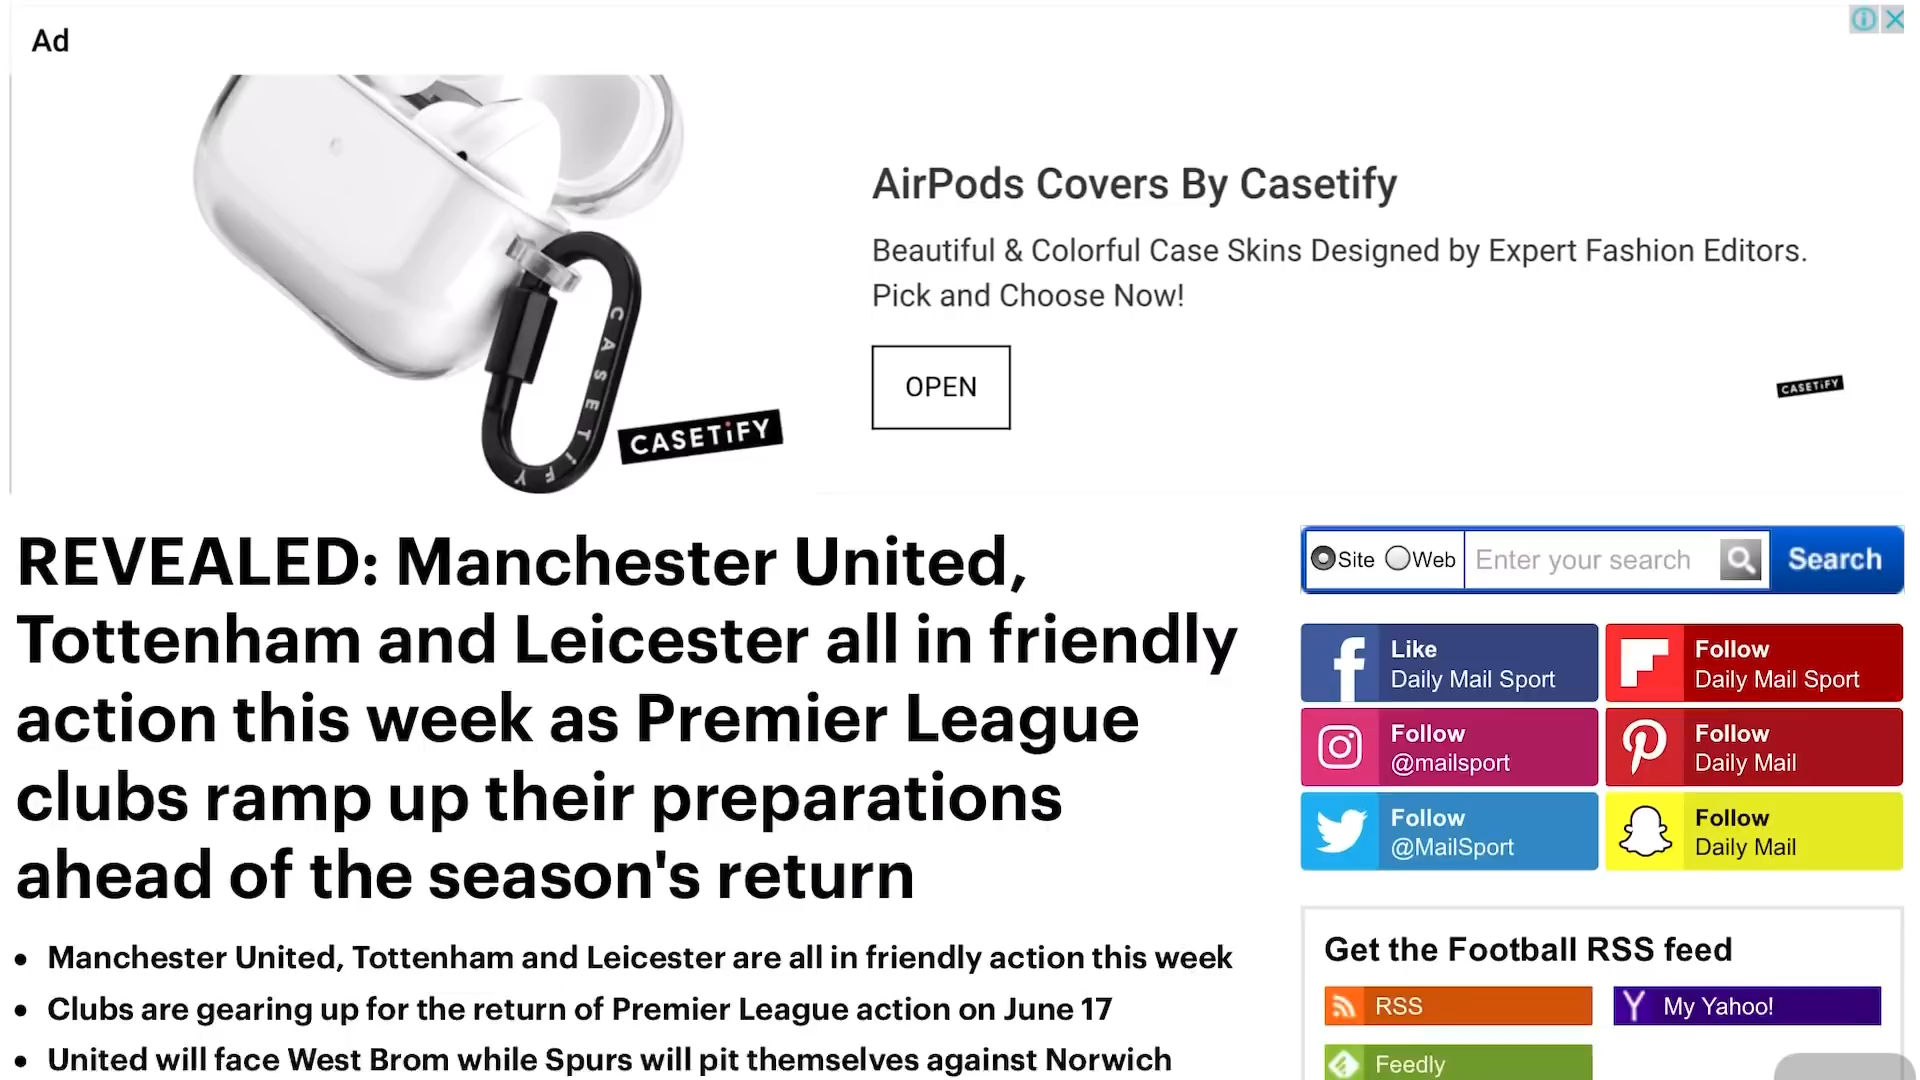 Ad
AirPods Covers By Casetify
Beautiful & Colorful Case Skins Designed by Expert Fashion Editors.
Pick and Choose Now!
OPEN
CASETiFY
CASETiFY
CASETiFY
REVEALED: Manchester United,
Tottenham and Leicester all in friendly
action this week as Premier League
clubs ramp up their preparations
ahead of the season's return
Manchester United, Tottenham and Leicester are all in friendly action this week
Clubs are gearing up for the return of Premier League action on June 17
United will face West Brom while Spurs will pit themselves against Norwich
Site Web Enter your search Search
Like
Daily Mail Sport
Follow
Daily Mail Sport
Follow
@mailsport
Follow
Daily Mail
Follow
@MailSport
Follow
Daily Mail
Get the Football RSS feed
RSS
My Yahoo!
Feedly